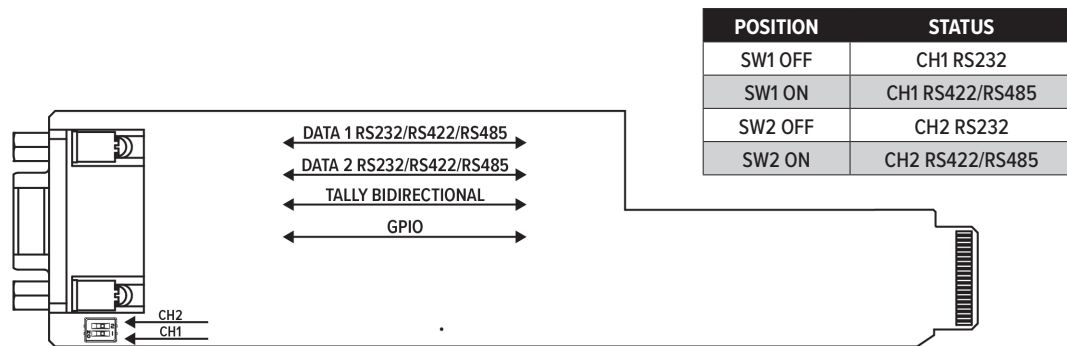 POSITION STATUS
SW1 OFF CH1 RS232
SW1 ON CH1 RS422/RS485
SW2 OFF CH2 RS232
SW2 ON CH2 RS422/RS485
DATA 1 RS232/RS422/RS485
DATA 2 RS232/RS422/RS485
TALLY BIDIRECTIONAL
GPIO
CH2
CH1